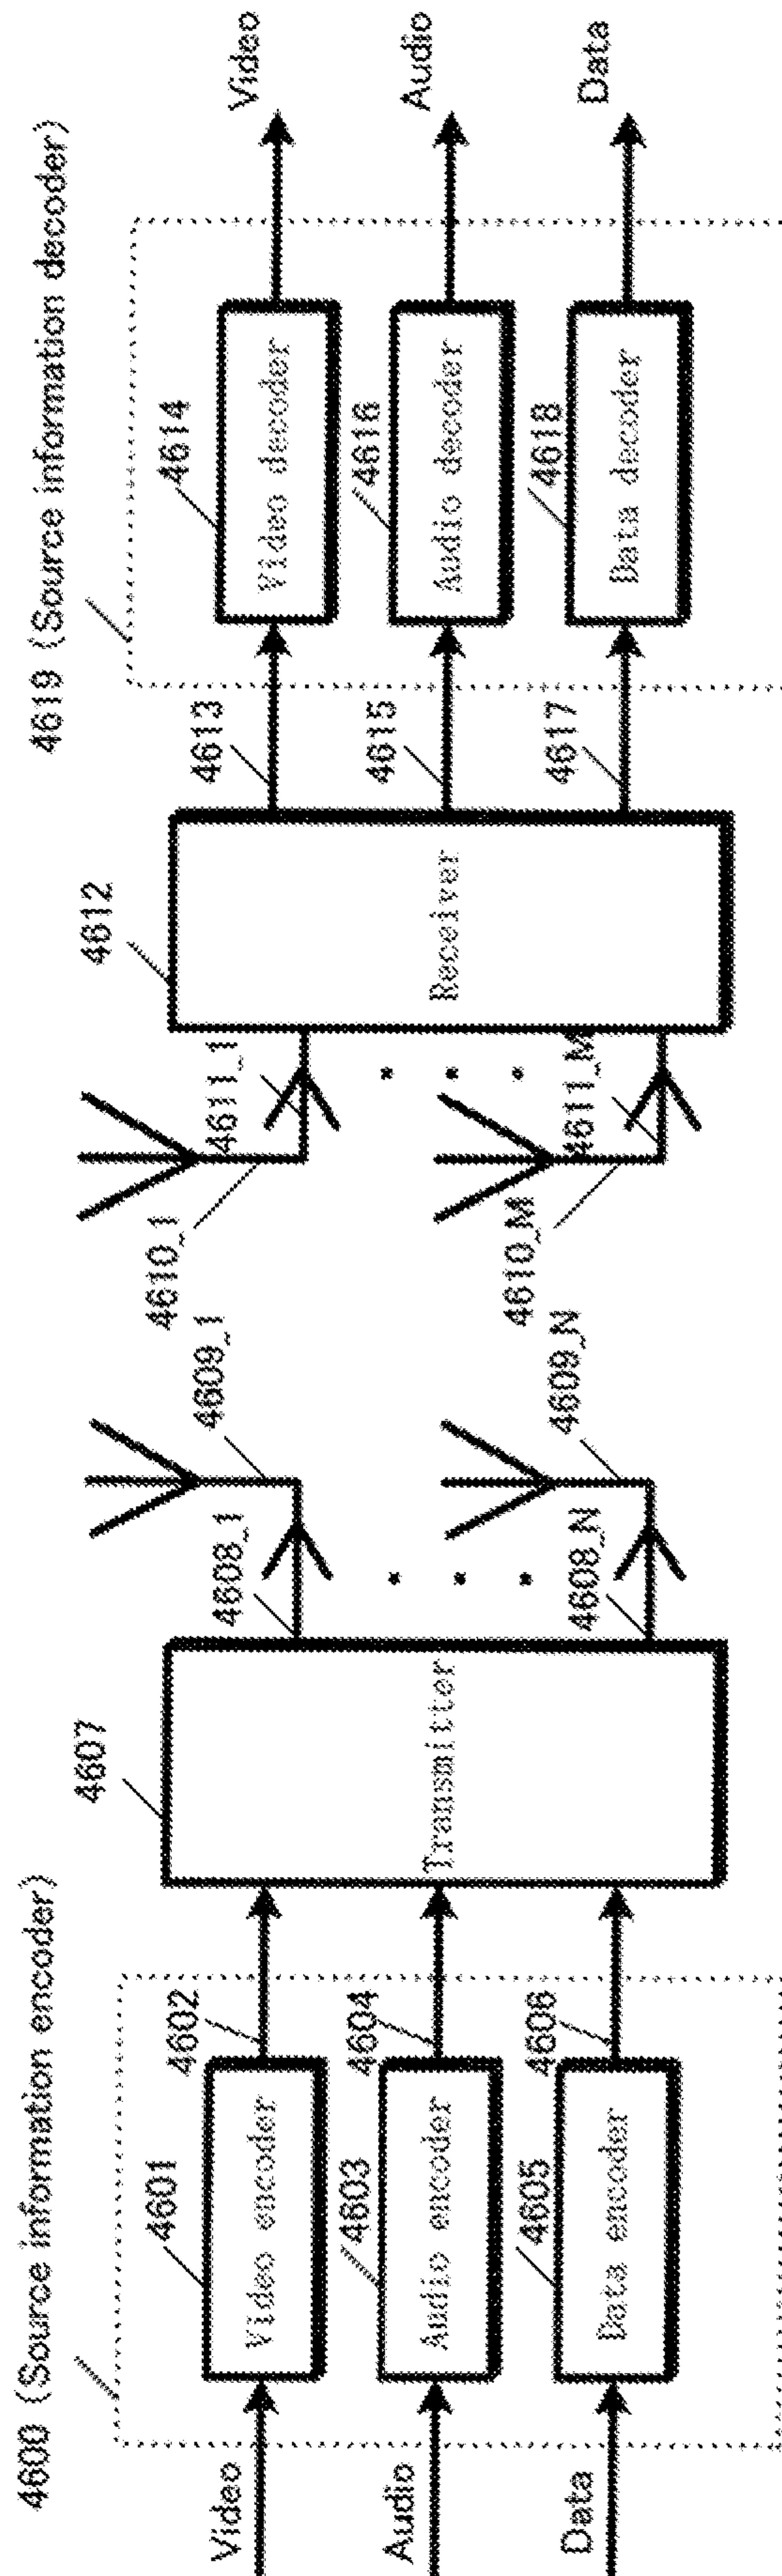 4600 (Source information encoder)
Video
4601
Video encoder
4602
Audio
4603
Audio encoder
4604
Data
4605
Data encoder
4606
4607
Transmitter
4608_1
4609_1
4608_N
4609_N
4610_1
4611_1
4610_M
4611_M
4612
Receiver
4613
4615
4617
4619 (Source information decoder)
4614
Video decoder
Video
4616
Audio decoder
Audio
4618
Data decoder
Data